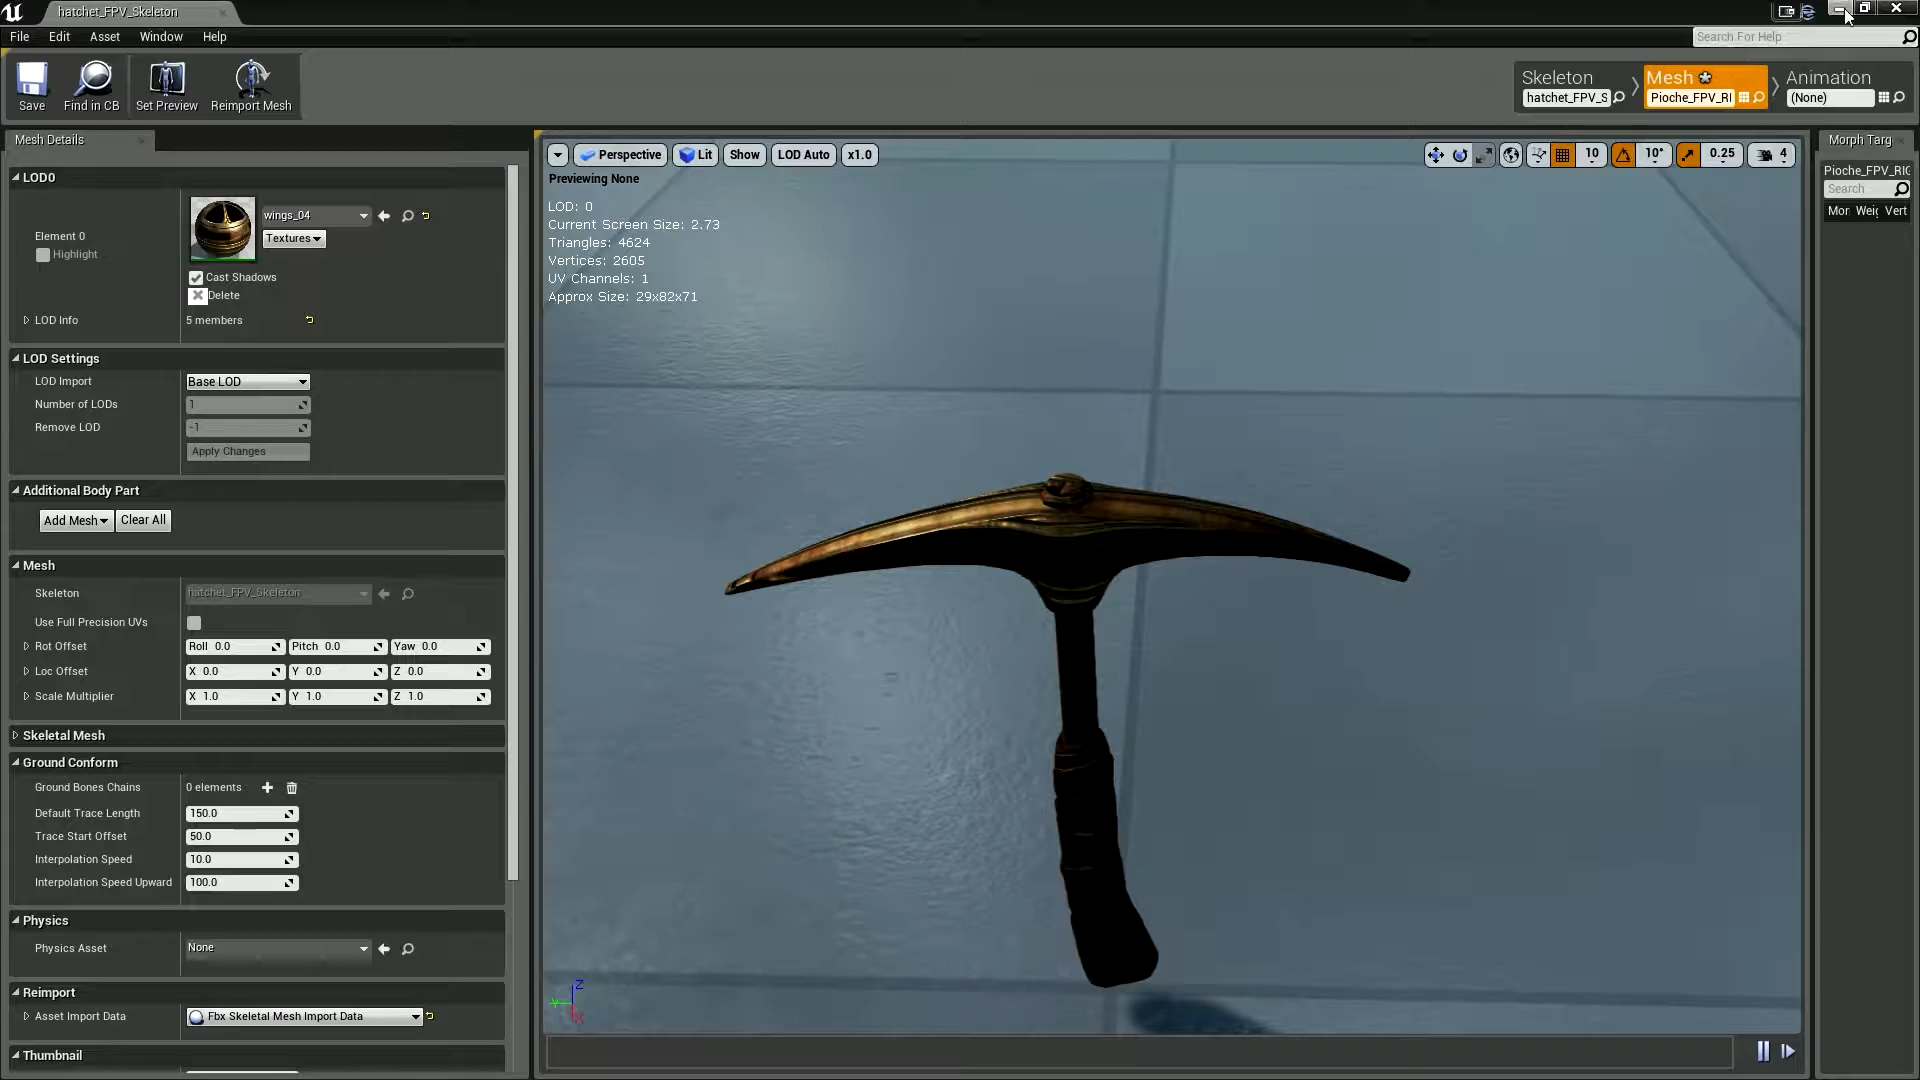 hatchet_FPV_Skeleton
File Edit Asset Window Help
Search For Help
Save Find in CB Set Preview Reimport Mesh
Skeleton Mesh Animation
hatchet_FPV_S Pioche_FPV_RI (None)
Mesh Details
LOD0
wings_04
Textures
Element 0
Highlight
Cast Shadows
Delete
LOD Info 5 members
LOD Settings
LOD Import Base LOD
Number of LODs 1
Remove LOD -1
Apply Changes
Additional Body Part
Add Mesh Clear All
Mesh
Skeleton hatchet_FPV_Skeleton
Use Full Precision UVs
Rot Offset Roll 0.0 Pitch 0.0 Yaw 0.0
Loc Offset X 0.0 Y 0.0 Z 0.0
Scale Multiplier X 1.0 Y 1.0 Z 1.0
Skeletal Mesh
Ground Conform
Ground Bones Chains 0 elements
Default Trace Length 150.0
Trace Start Offset 50.0
Interpolation Speed 10.0
Interpolation Speed Upward 100.0
Physics
Physics Asset None
Reimport
Asset Import Data Fbx Skeletal Mesh Import Data
Thumbnail
Perspective Lit Show LOD Auto x1.0 10 10° 0.25 4
Previewing None
LOD: 0
Current Screen Size: 2.73
Triangles: 4624
Vertices: 2605
UV Channels: 1
Approx Size: 29x82x71
Z
Y
X
Morph Targ
Pioche_FPV_RIG
Search
Mor Weig Vert